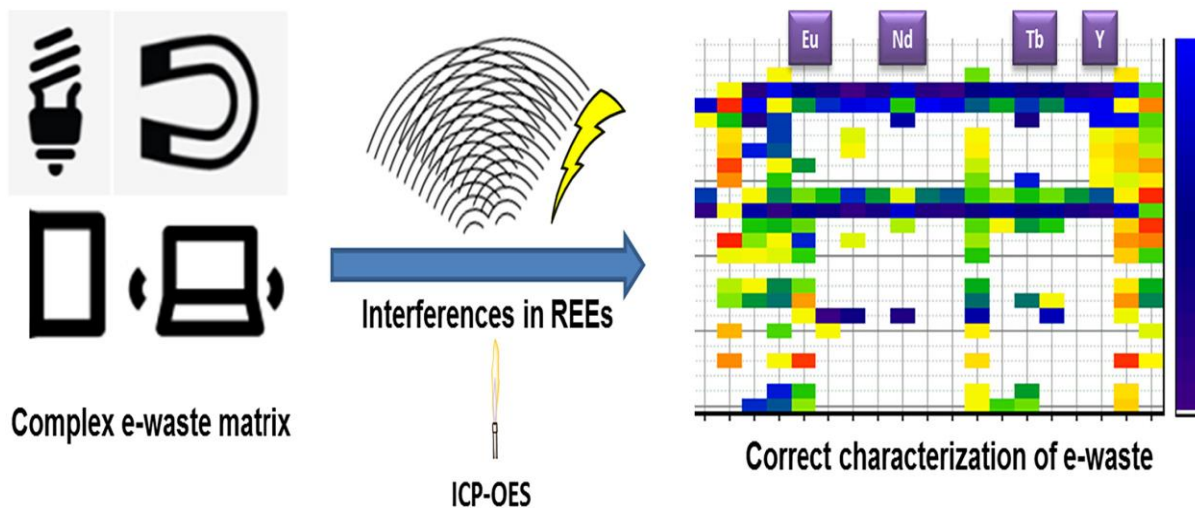 Eu Nd Tb Y
Interferences in REEs
Complex e-waste matrix
ICP-OES
Correct characterization of e-waste